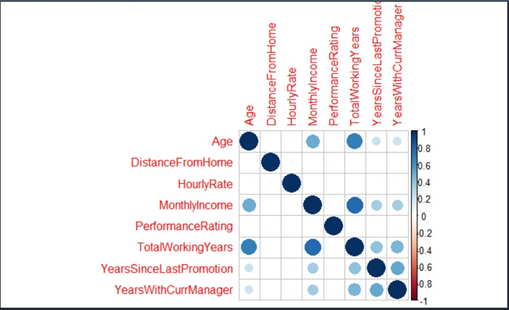 Age
DistanceFromHome
HourlyRate
MonthlyIncome
PerformanceRating
TotalWorkingYears
YearsSinceLastPromotion
YearsWithCurrManager
Age
DistanceFromHome
HourlyRate
MonthlyIncome
PerformanceRating
TotalWorkingYears
YearsSinceLastPromotion
YearsWithCurrManager
1
0.8
0.6
0.4
0.2
0
-0.2
-0.4
-0.6
-0.8
-1